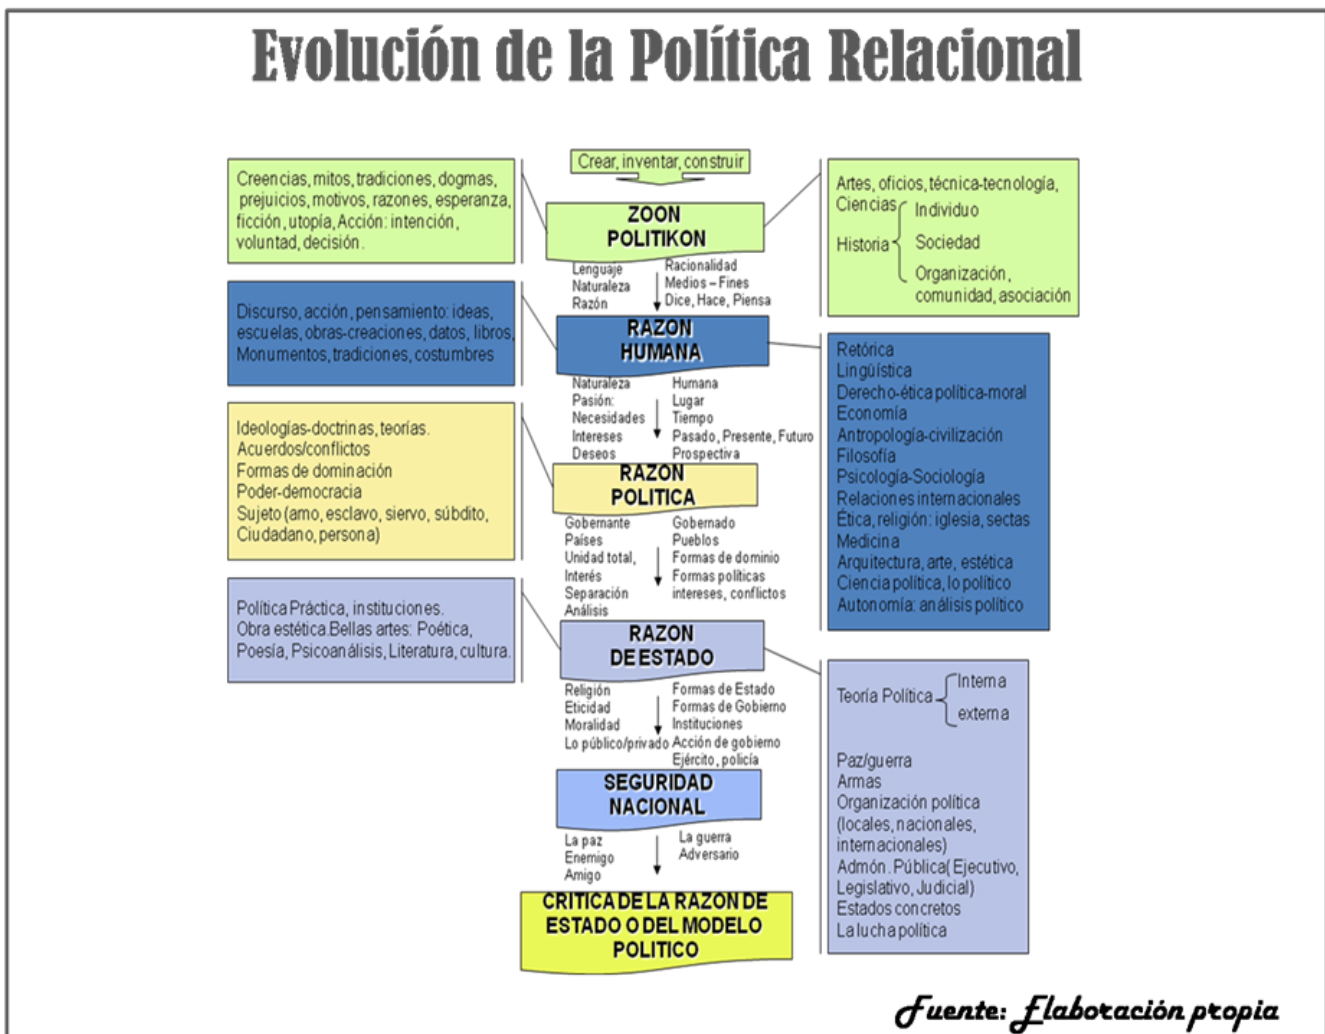 Evolución de la Política Relacional
Crear, inventar, construir
Creencias, mitos, tradiciones, dogmas,
prejuicios, motivos, razones, esperanza,
ficción, utopía, Acción: intención,
voluntad, decisión.
ZOON
POLITIKON
Artes, oficios, técnica-tecnología,
Ciencias
Historia
Individuo
Sociedad
Organización,
comunidad, asociación
Lenguaje
Naturaleza
Razón
Racionalidad
Medios – Fines
Dice, Hace, Piensa
Discurso, acción, pensamiento: ideas,
escuelas, obras-creaciones, datos, libros,
Monumentos, tradiciones, costumbres
RAZON
HUMANA
Retórica
Lingüística
Derecho-ética política-moral
Economía
Antropología-civilización
Filosofía
Psicología-Sociología
Relaciones internacionales
Ética, religión: iglesia, sectas
Medicina
Arquitectura, arte, estética
Ciencia política, lo político
Autonomía: análisis político
Naturaleza
Pasión:
Necesidades
Intereses
Deseos
Humana
Lugar
Tiempo
Pasado, Presente, Futuro
Prospectiva
Ideologías-doctrinas, teorías.
Acuerdos/conflictos
Formas de dominación
Poder-democracia
Sujeto (amo, esclavo, siervo, súbdito,
Ciudadano, persona)
RAZON
POLITICA
Gobernante
Países
Unidad total,
Interés
Separación
Análisis
Gobernado
Pueblos
Formas de dominio
Formas políticas
intereses, conflictos
Política Práctica, instituciones.
Obra estética.Bellas artes: Poética,
Poesía, Psicoanálisis, Literatura, cultura.
RAZON
DE ESTADO
Teoría Política
Interna
externa
Paz/guerra
Armas
Organización política
(locales, nacionales,
internacionales)
Admón. Pública( Ejecutivo,
Legislativo, Judicial)
Estados concretos
La lucha política
Religión
Eticidad
Moralidad
Lo público/privado
Formas de Estado
Formas de Gobierno
Instituciones
Acción de gobierno
Ejército, policía
SEGURIDAD
NACIONAL
La paz
Enemigo
Amigo
La guerra
Adversario
CRITICA DE LA RAZON DE
ESTADO O DEL MODELO
POLITICO
Fuente: Elaboración propia